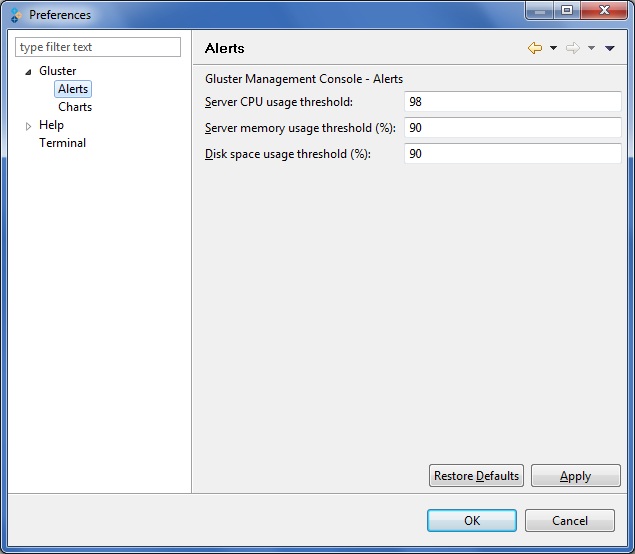 Preferences
type filter text
Gluster
Alerts
Charts
Help
Terminal
Alerts
Gluster Management Console - Alerts
Server CPU usage threshold: 98
Server memory usage threshold (%): 90
Disk space usage threshold (%): 90
Restore Defaults Apply
OK Cancel